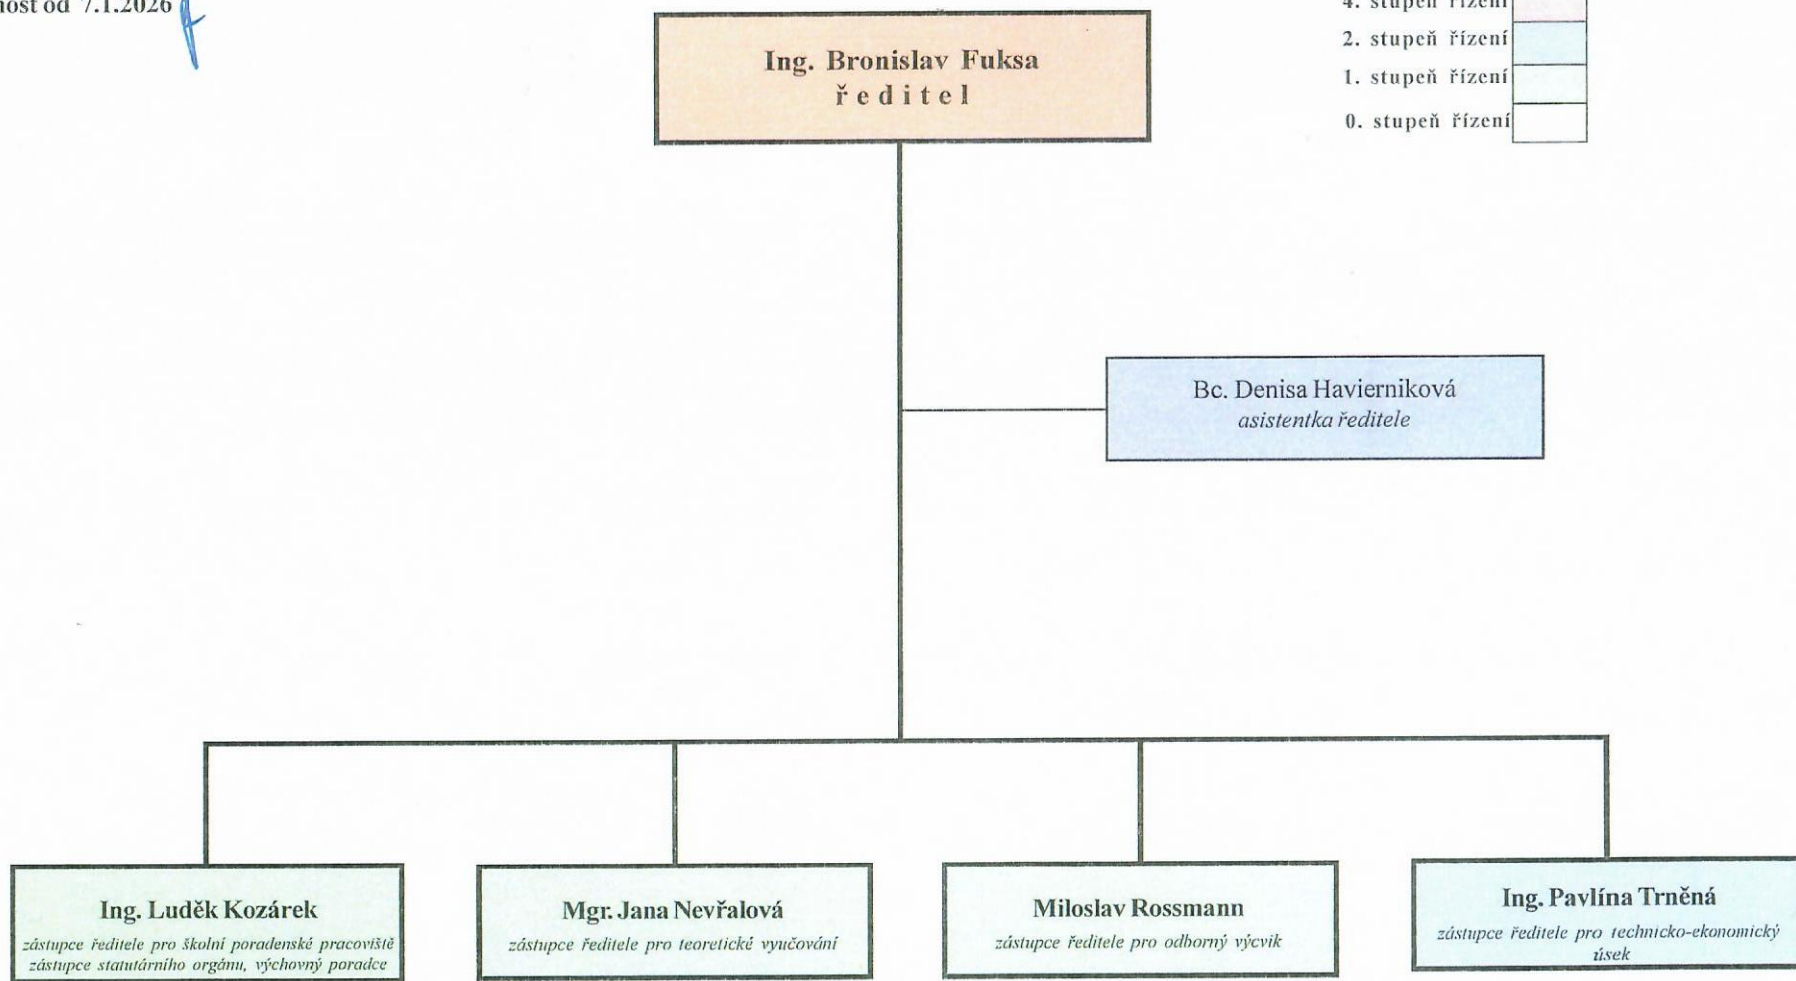 nost od 7.1.2026
4. stupeň řízení
2. stupeň řízení
1. stupeň řízení
0. stupeň řízení
Ing. Bronislav Fuksa
ředitel
Bc. Denisa Havierniková
asistentka ředitele
Ing. Luděk Kozárek
zástupce ředitele pro školní poradenské pracoviště
zástupce statutárního orgánu, výchovný poradce
Mgr. Jana Nevřalová
zástupce ředitele pro teoretické vyučování
Miloslav Rossmann
zástupce ředitele pro odborný výcvik
Ing. Pavlína Trněná
zástupce ředitele pro technicko-ekonomický
úsek